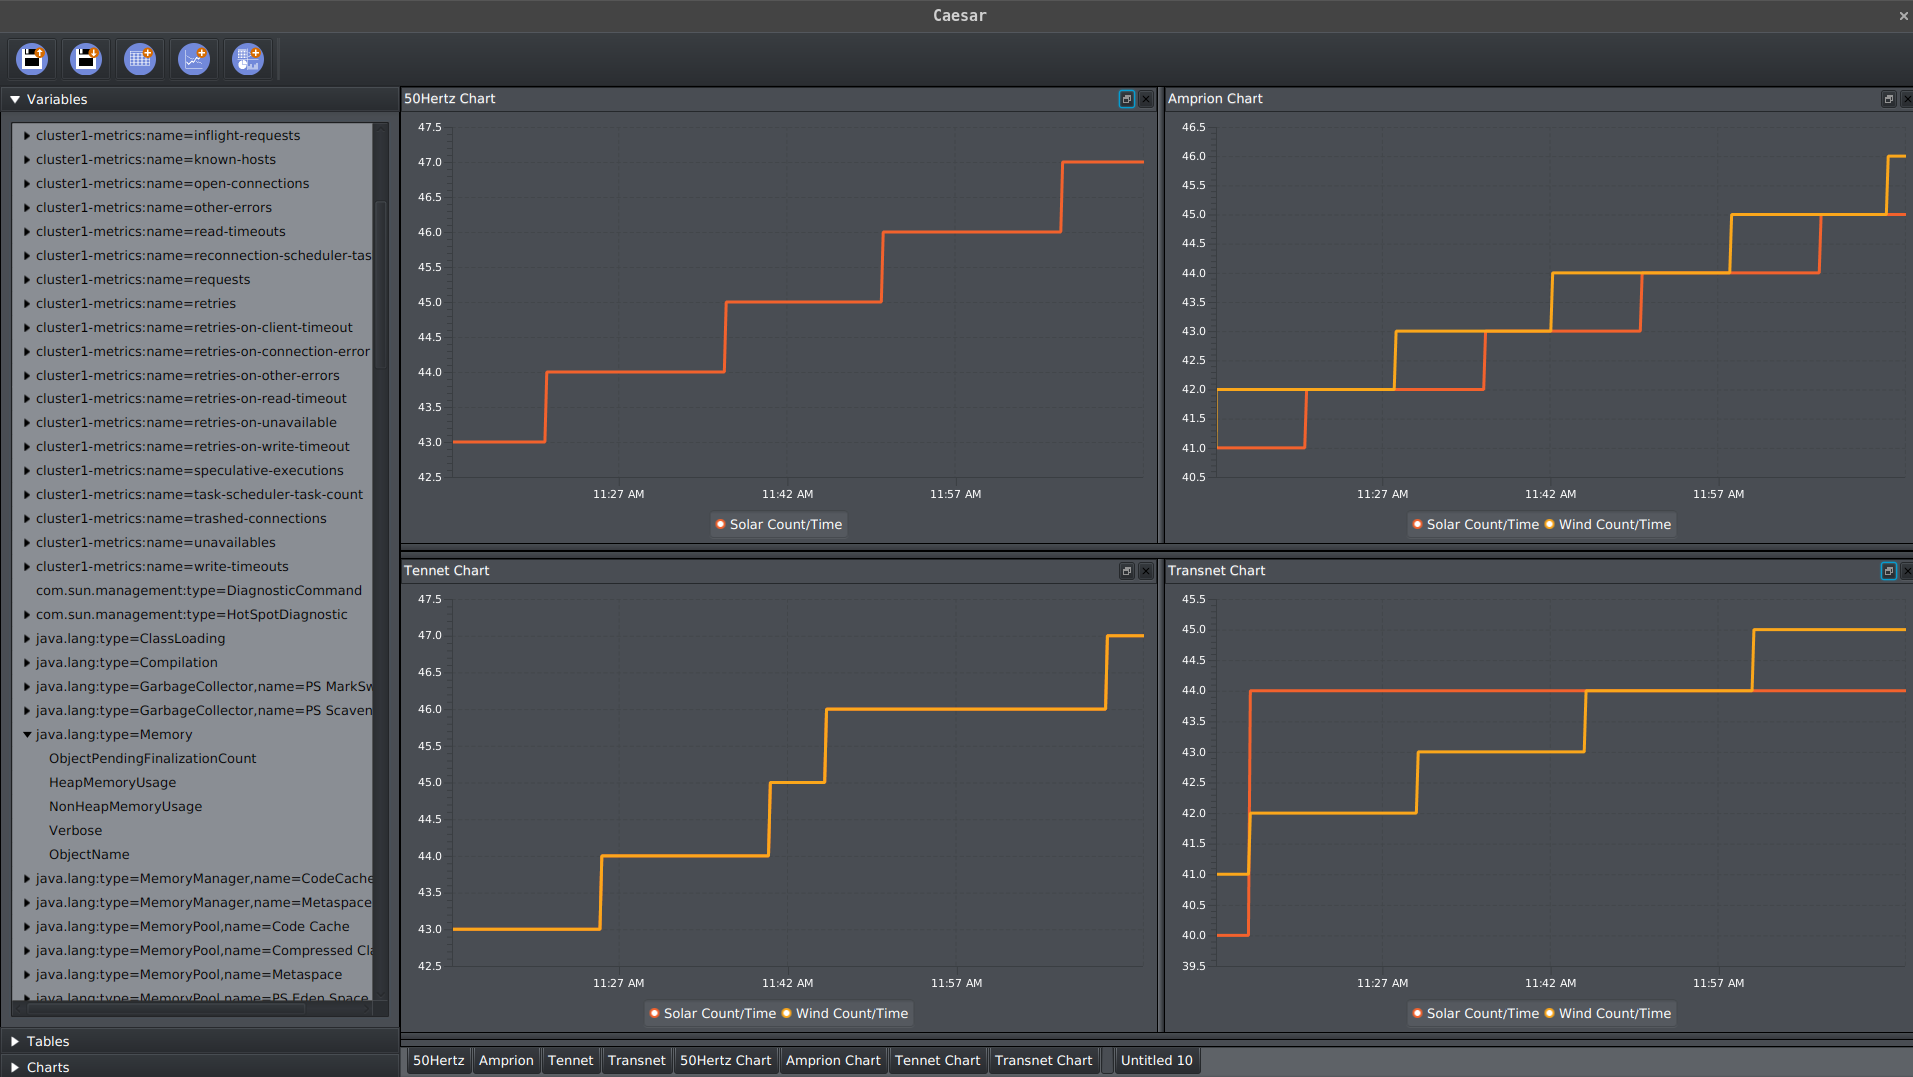 Caesar
Variables
cluster1-metrics:name=inflight-requests
cluster1-metrics:name=known-hosts
cluster1-metrics:name=open-connections
cluster1-metrics:name=other-errors
cluster1-metrics:name=read-timeouts
cluster1-metrics:name=reconnection-scheduler-tas
cluster1-metrics:name=requests
cluster1-metrics:name=retries
cluster1-metrics:name=retries-on-client-timeout
cluster1-metrics:name=retries-on-connection-error
cluster1-metrics:name=retries-on-other-errors
cluster1-metrics:name=retries-on-read-timeout
cluster1-metrics:name=retries-on-unavailable
cluster1-metrics:name=retries-on-write-timeout
cluster1-metrics:name=speculative-executions
cluster1-metrics:name=task-scheduler-task-count
cluster1-metrics:name=trashed-connections
cluster1-metrics:name=unavailables
cluster1-metrics:name=write-timeouts
com.sun.management:type=DiagnosticCommand
com.sun.management:type=HotSpotDiagnostic
java.lang:type=ClassLoading
java.lang:type=Compilation
java.lang:type=GarbageCollector,name=PS MarkSw
java.lang:type=GarbageCollector,name=PS Scaven
java.lang:type=Memory
ObjectPendingFinalizationCount
HeapMemoryUsage
NonHeapMemoryUsage
Verbose
ObjectName
java.lang:type=MemoryManager,name=CodeCache
java.lang:type=MemoryManager,name=Metaspace
java.lang:type=MemoryPool,name=Code Cache
java.lang:type=MemoryPool,name=Compressed Cl
java.lang:type=MemoryPool,name=Metaspace
java.lang:type=MemoryPool,name=PS Eden Space
Tables
Charts
50Hertz Chart
47.5
47.0
46.5
46.0
45.5
45.0
44.5
44.0
43.5
43.0
42.5
11:27 AM 11:42 AM 11:57 AM
Solar Count/Time
Amprion Chart
46.5
46.0
45.5
45.0
44.5
44.0
43.5
43.0
42.5
42.0
41.5
41.0
40.5
11:27 AM 11:42 AM 11:57 AM
Solar Count/Time Wind Count/Time
Tennet Chart
47.5
47.0
46.5
46.0
45.5
45.0
44.5
44.0
43.5
43.0
42.5
11:27 AM 11:42 AM 11:57 AM
Solar Count/Time Wind Count/Time
Transnet Chart
45.5
45.0
44.5
44.0
43.5
43.0
42.5
42.0
41.5
41.0
40.5
40.0
39.5
11:27 AM 11:42 AM 11:57 AM
Solar Count/Time Wind Count/Time
50Hertz Amprion Tennet Transnet 50Hertz Chart Amprion Chart Tennet Chart Transnet Chart Untitled 10